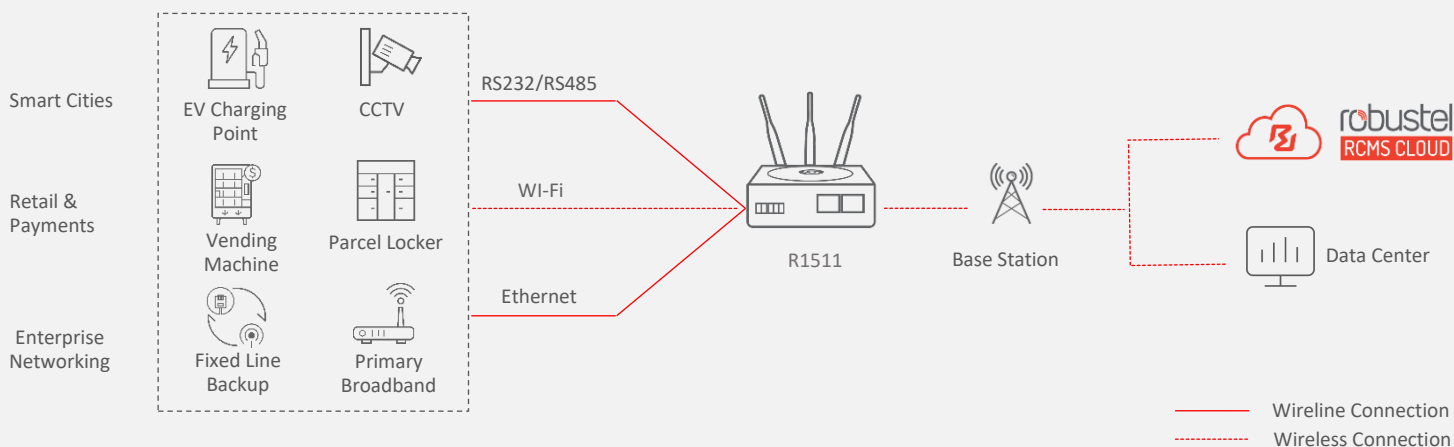 Smart Cities
EV Charging
Point
CCTV
Retail &
Payments
$
Vending
Machine
Parcel Locker
Enterprise
Networking
Fixed Line
Backup
Primary
Broadband
RS232/RS485
WI-Fi
Ethernet
R1511
Base Station
robustel
RCMS CLOUD
Data Center
Wireline Connection
Wireless Connection